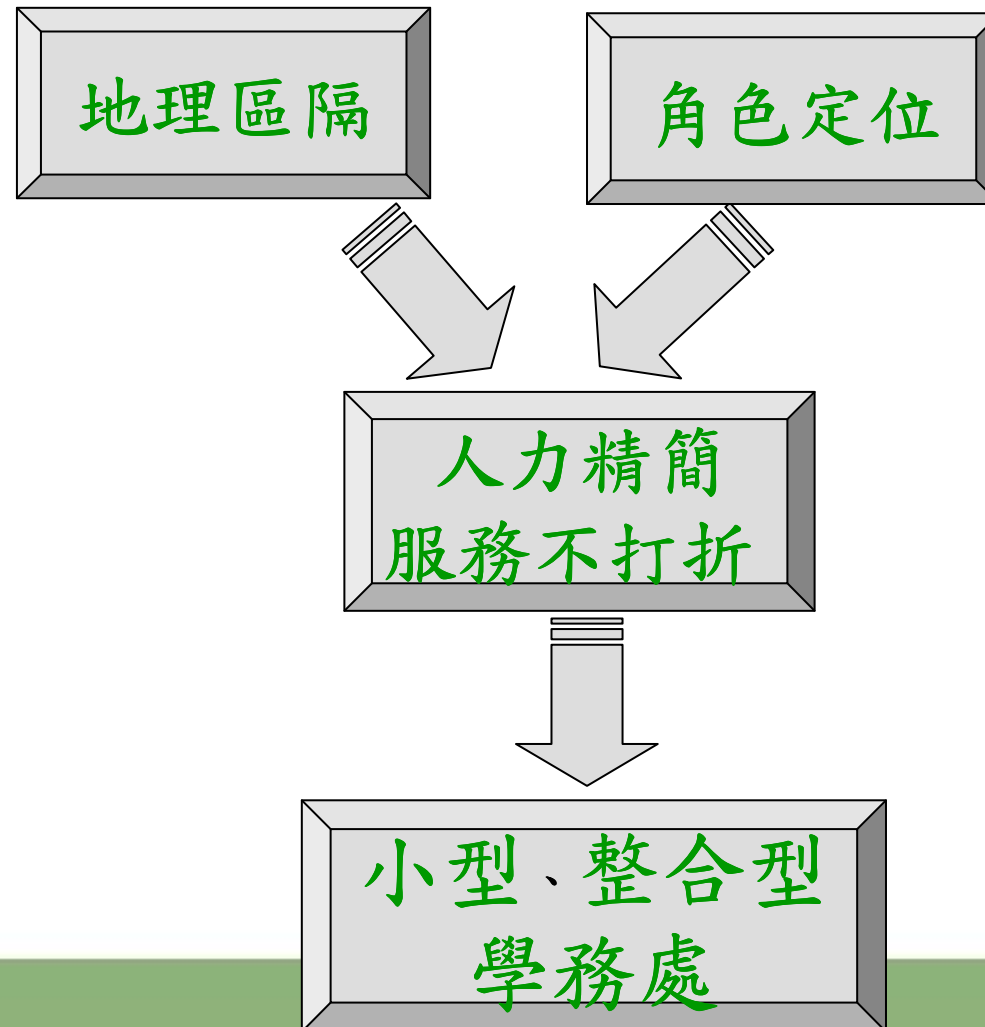 地理區隔
角色定位
人力精簡
服務不打折
小型、整合型
學務處